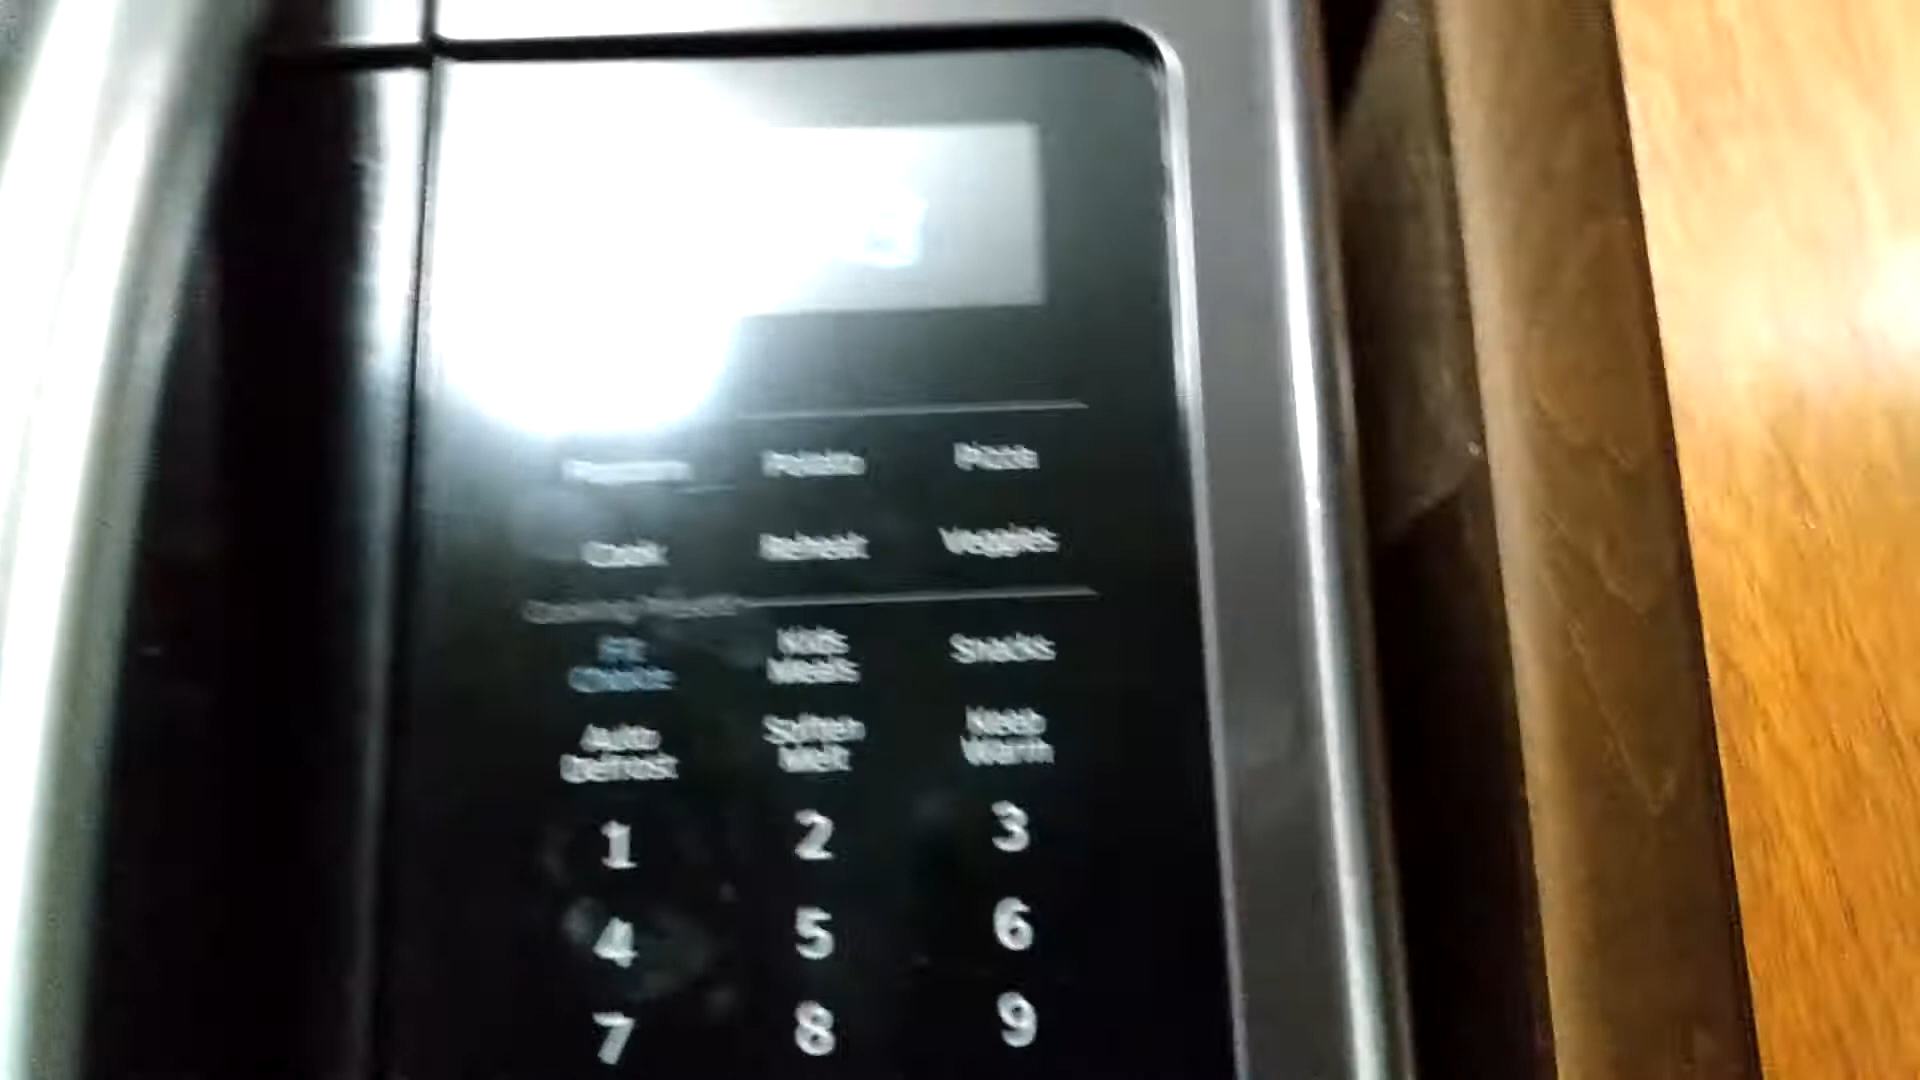 Popcorn Potato Pizza
Cook Reheat Veggies
Fit Kids Snacks
Choice Meals
Auto Soften Keep
Defrost Melt Warm
1 2 3
4 5 6
7 8 9